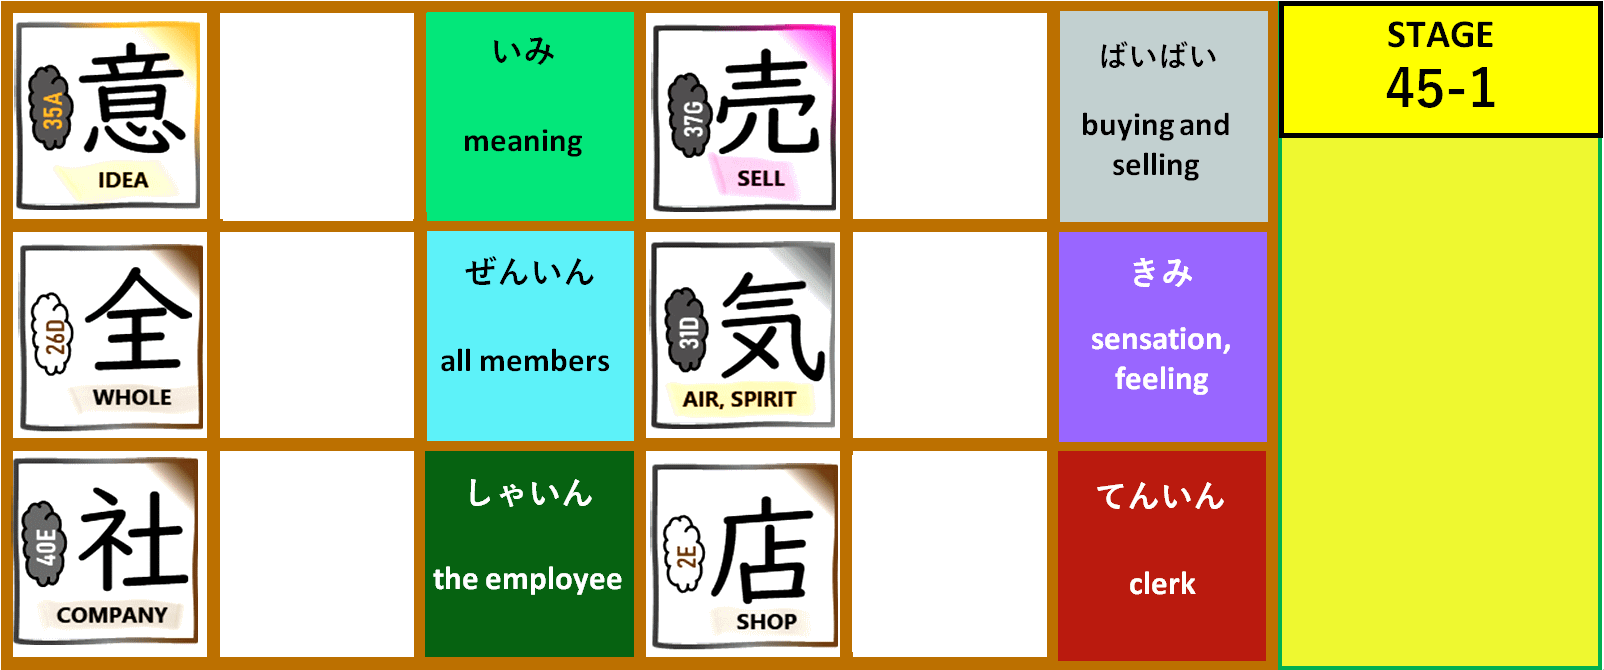 35A
意
IDEA
いみ
meaning
37G
売
SELL
ばいばい
buying and
selling
STAGE
45-1
26D
全
WHOLE
ぜんいん
all members
31D
気
AIR, SPIRIT
きみ
sensation,
feeling
40E
社
COMPANY
しゃいん
the employee
2E
店
SHOP
てんいん
clerk